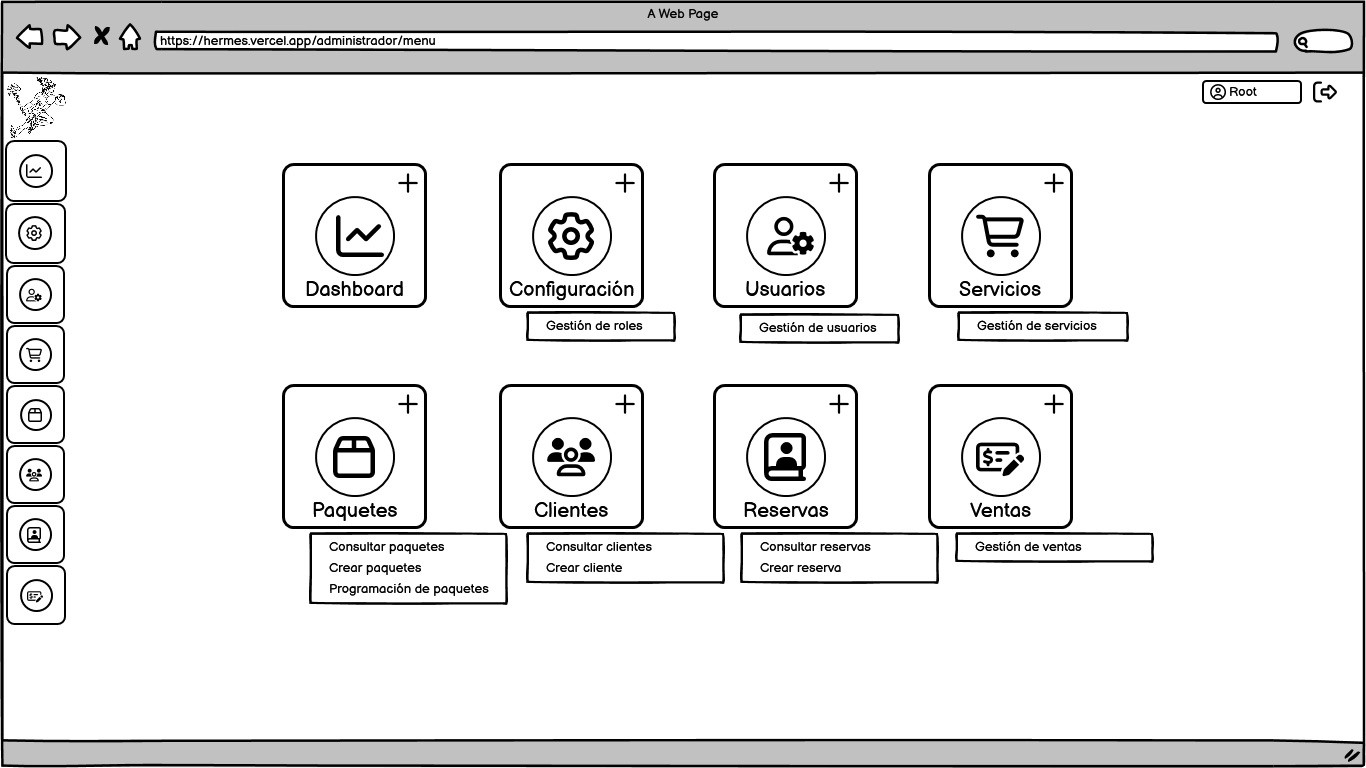 A Web Page
https://hermes.vercel.app/administrador/menu
Root
Dashboard
Configuración
Usuarios
Servicios
Gestión de roles
Gestión de usuarios
Gestión de servicios
Paquetes
Clientes
Reservas
Ventas
Consultar paquetes
Crear paquetes
Programación de paquetes
Consultar clientes
Crear cliente
Consultar reservas
Crear reserva
Gestión de ventas